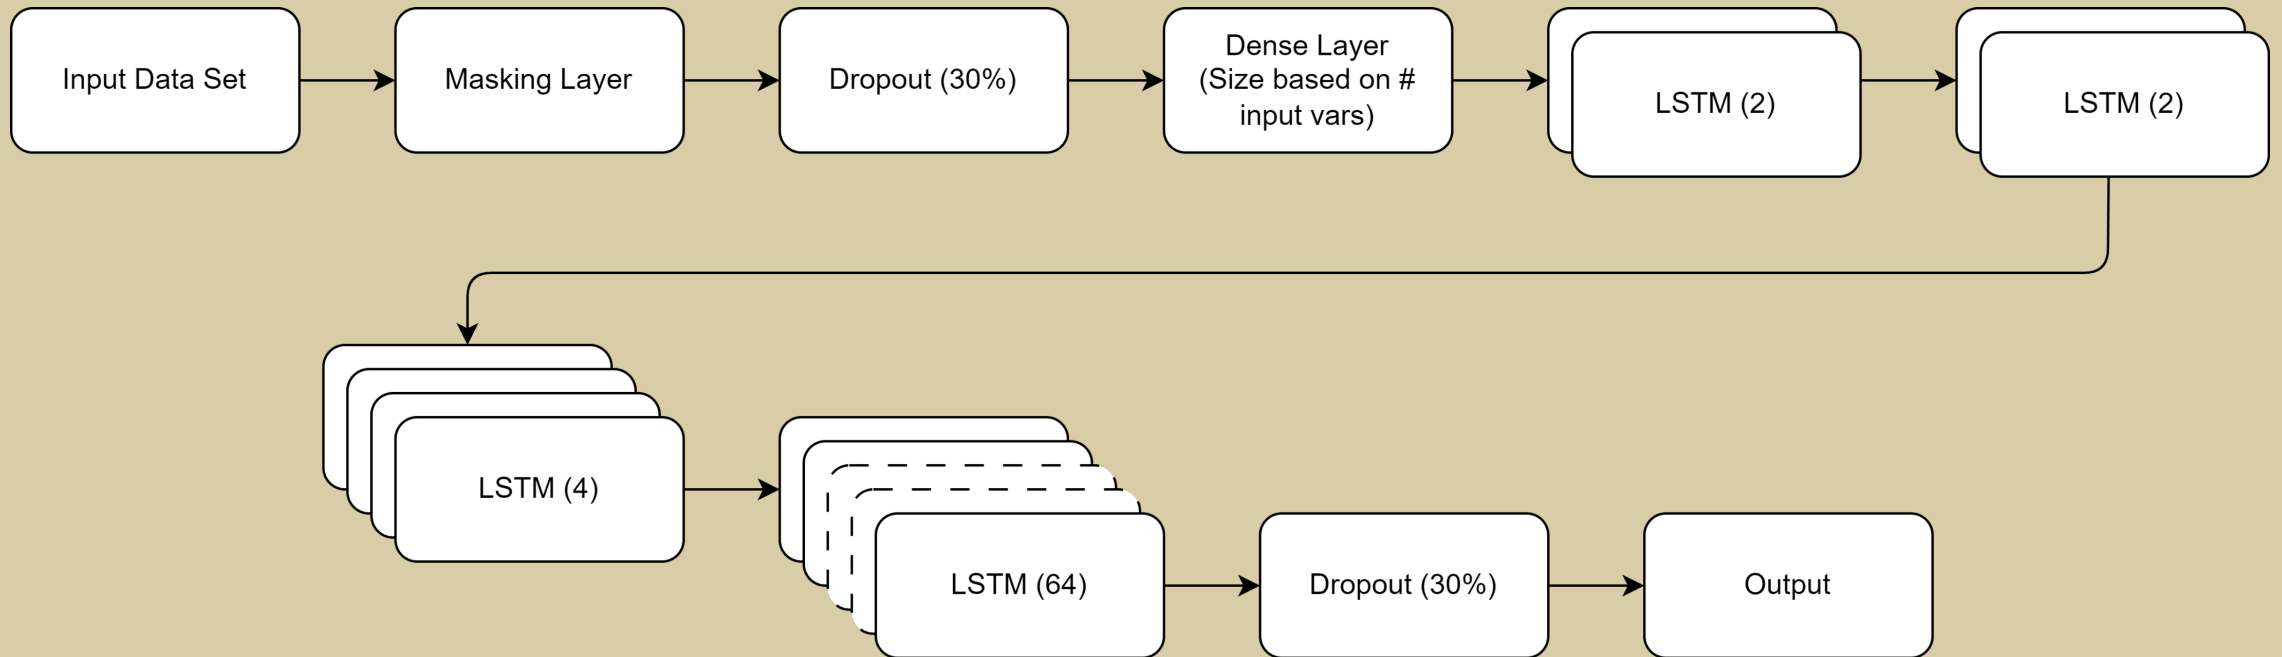 Input Data Set
Masking Layer
Dropout (30%)
Dense Layer
(Size based on #
input vars)
LSTM (2)
LSTM (2)
LSTM (4)
LSTM (64)
Dropout (30%)
Output